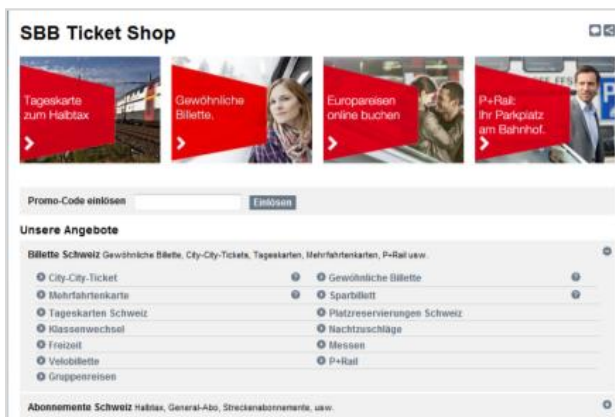 SBB Ticket Shop
Tageskarte
zum Halbtax
Gewöhnliche
Billette.
Europareisen
online buchen
P+Rail:
Ihr Parkplatz
am Bahnhof.
P
Promo-Code einlösen
Einlösen
Unsere Angebote
Billette Schweiz Gewöhnliche Billette, City-City-Tickets, Tageskarten, Mehrfahrtenkarten, P+Rail usw.
City-City-Ticket
Gewöhnliche Billette
Mehrfahrtenkarte
Sparbillett
Tageskarten Schweiz
Platzreservierungen Schweiz
Klassenwechsel
Nachtzuschläge
Freizeit
Messen
Velobillette
P+Rail
Gruppenreisen
Abonnemente Schweiz Halbtax, General-Abo, Streckenabonnemente, usw.